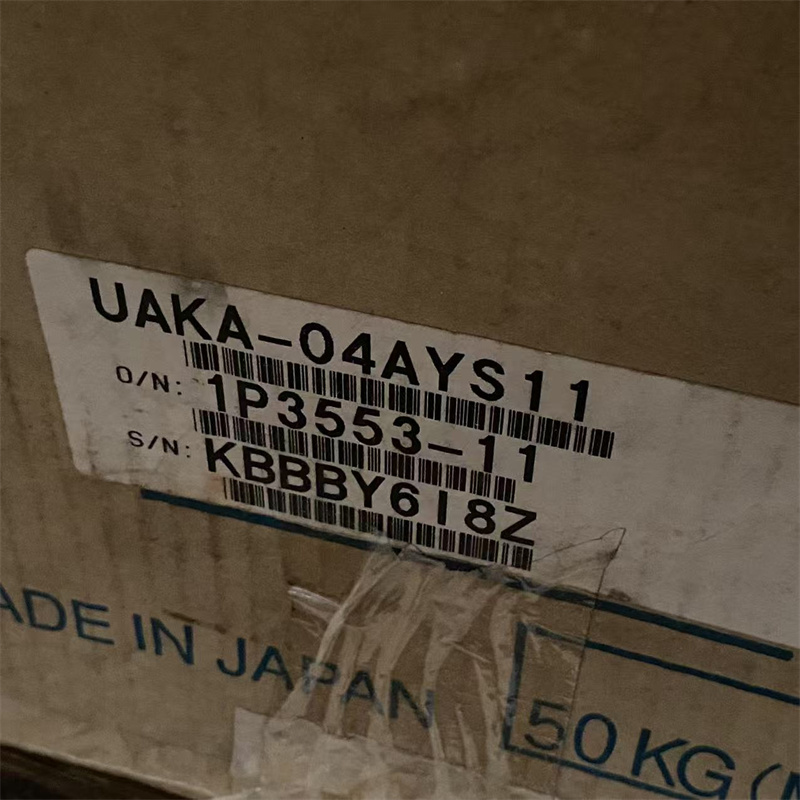 UAKA-04AYS11
O/N: 1P3553-11
S/N: KBBBY6I8Z
ADE IN JAPAN
50KG(